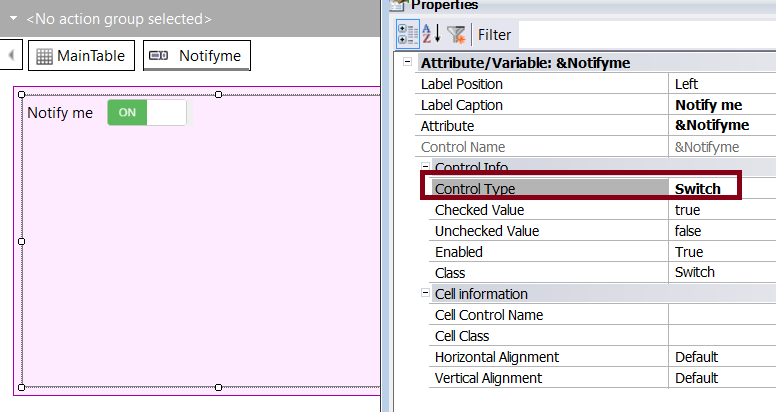 <No action group selected>
MainTable
Notifyme
Notify me
ON
Properties
Filter
Attribute/Variable: &Notifyme
Label Position Left
Label Caption Notify me
Attribute &Notifyme
Control Name &Notifyme
Control Info
Control Type Switch
Checked Value true
Unchecked Value false
Enabled True
Class Switch
Cell information
Cell Control Name
Cell Class
Horizontal Alignment Default
Vertical Alignment Default